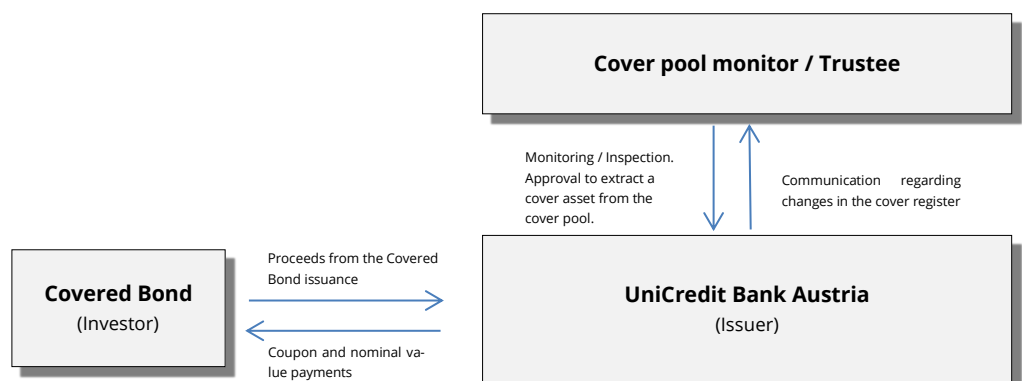 Cover pool monitor / Trustee
Monitoring / Inspection.
Approval to extract a
cover asset from the
cover pool.
Communication regarding
changes in the cover register
Proceeds from the Covered
Bond issuance
Covered Bond
(Investor)
UniCredit Bank Austria
(Issuer)
Coupon and nominal va-
lue payments